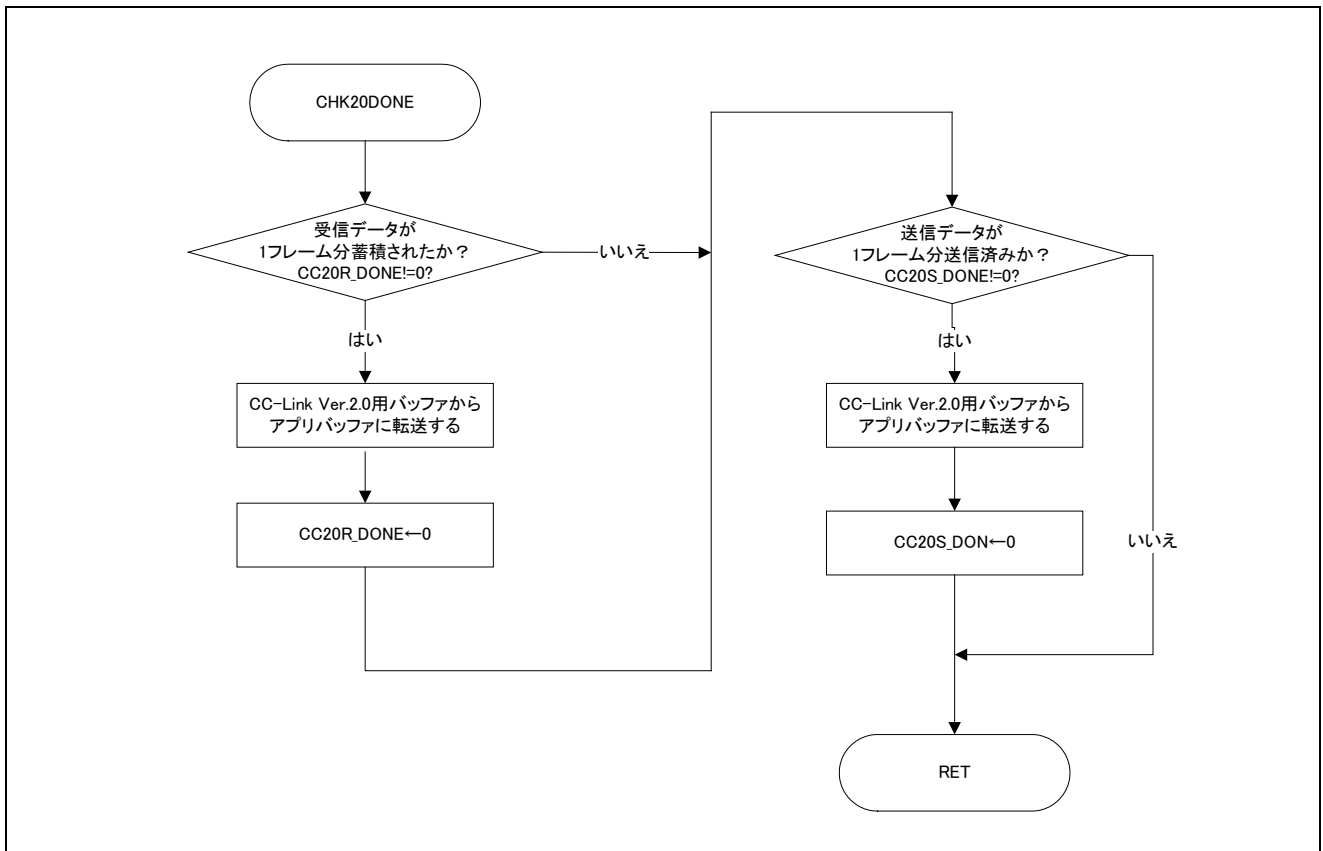 CHK20DONE
受信データが
1フレーム分蓄積されたか？
CC20R_DONE!=0?
いいえ
はい
CC-Link Ver.2.0用バッファから
アプリバッファに転送する
CC20R_DONE←0
送信データが
1フレーム分送信済みか？
CC20S_DONE!=0?
はい
CC-Link Ver.2.0用バッファから
アプリバッファに転送する
CC20S_DON←0
いいえ
RET